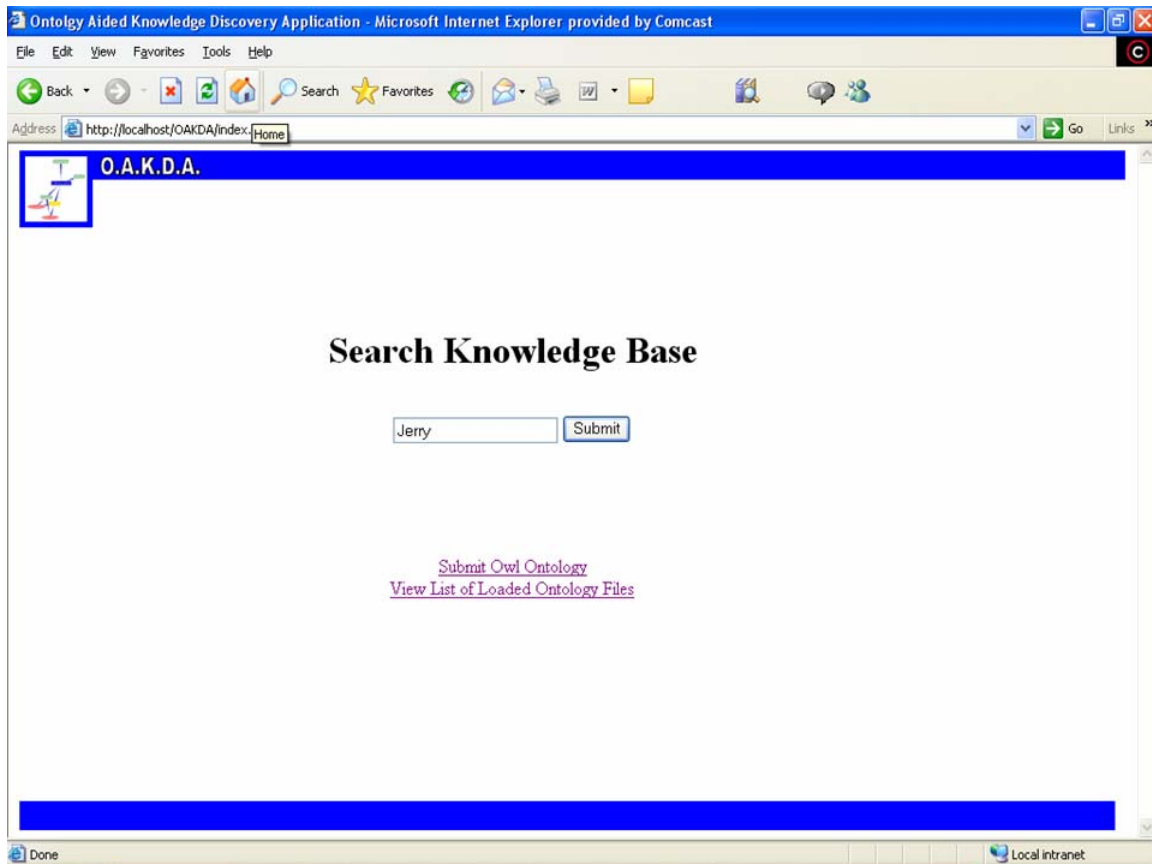 Ontolgy Aided Knowledge Discovery Application - Microsoft Internet Explorer provided by Comcast
File Edit View Favorites Tools Help
Back Search Favorites
Address http://localhost/OAKDA/index. Home Go Links »
O.A.K.D.A.
Search Knowledge Base
Jerry Submit
Submit Owl Ontology
View List of Loaded Ontology Files
Done Local intranet